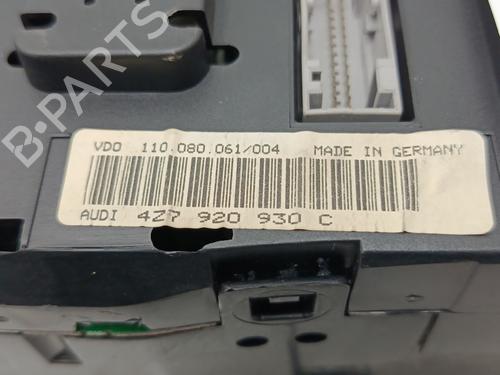 B-PARTS
VDO 110.080.061/004 MADE IN GERMANY
AUDI 4Z7 920 930 C